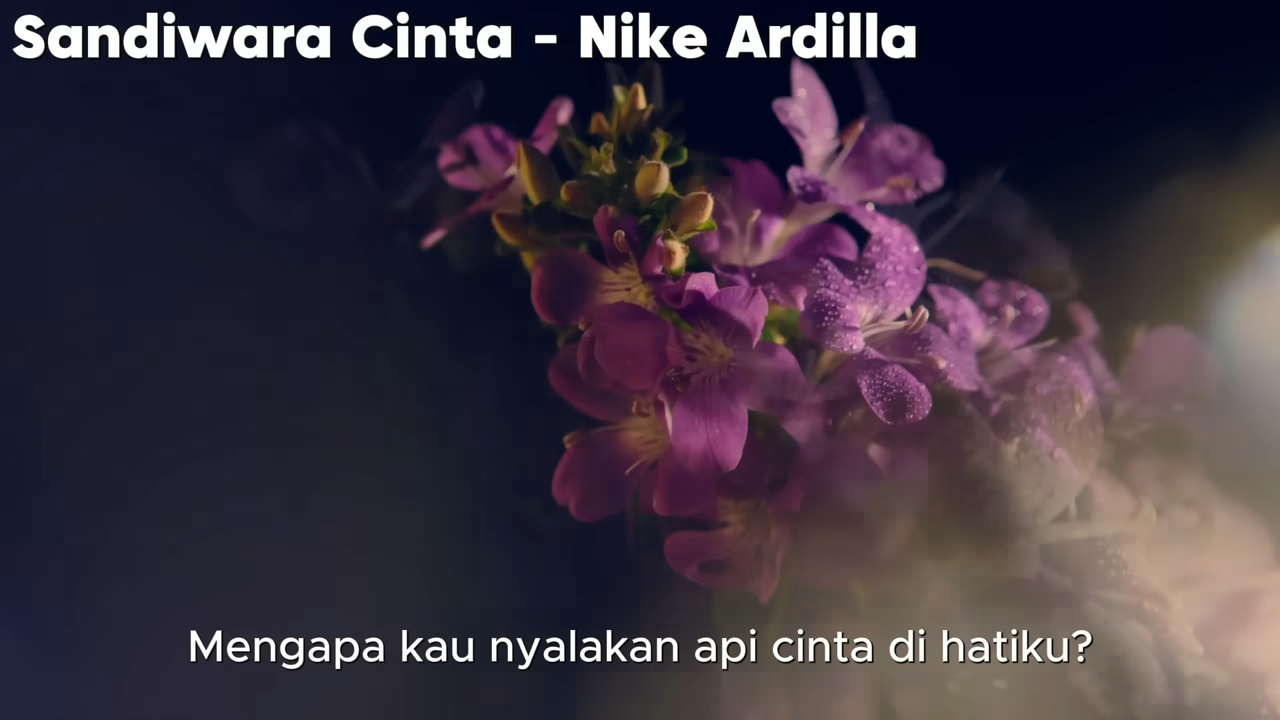 Sandiwara Cinta - Nike Ardilla
Mengapa kau nyalakan api cinta di hatiku?